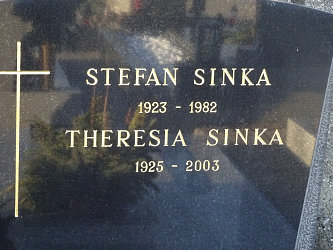 STEFAN SINKA
1923 - 1982
THERESIA SINKA
1925 - 2003